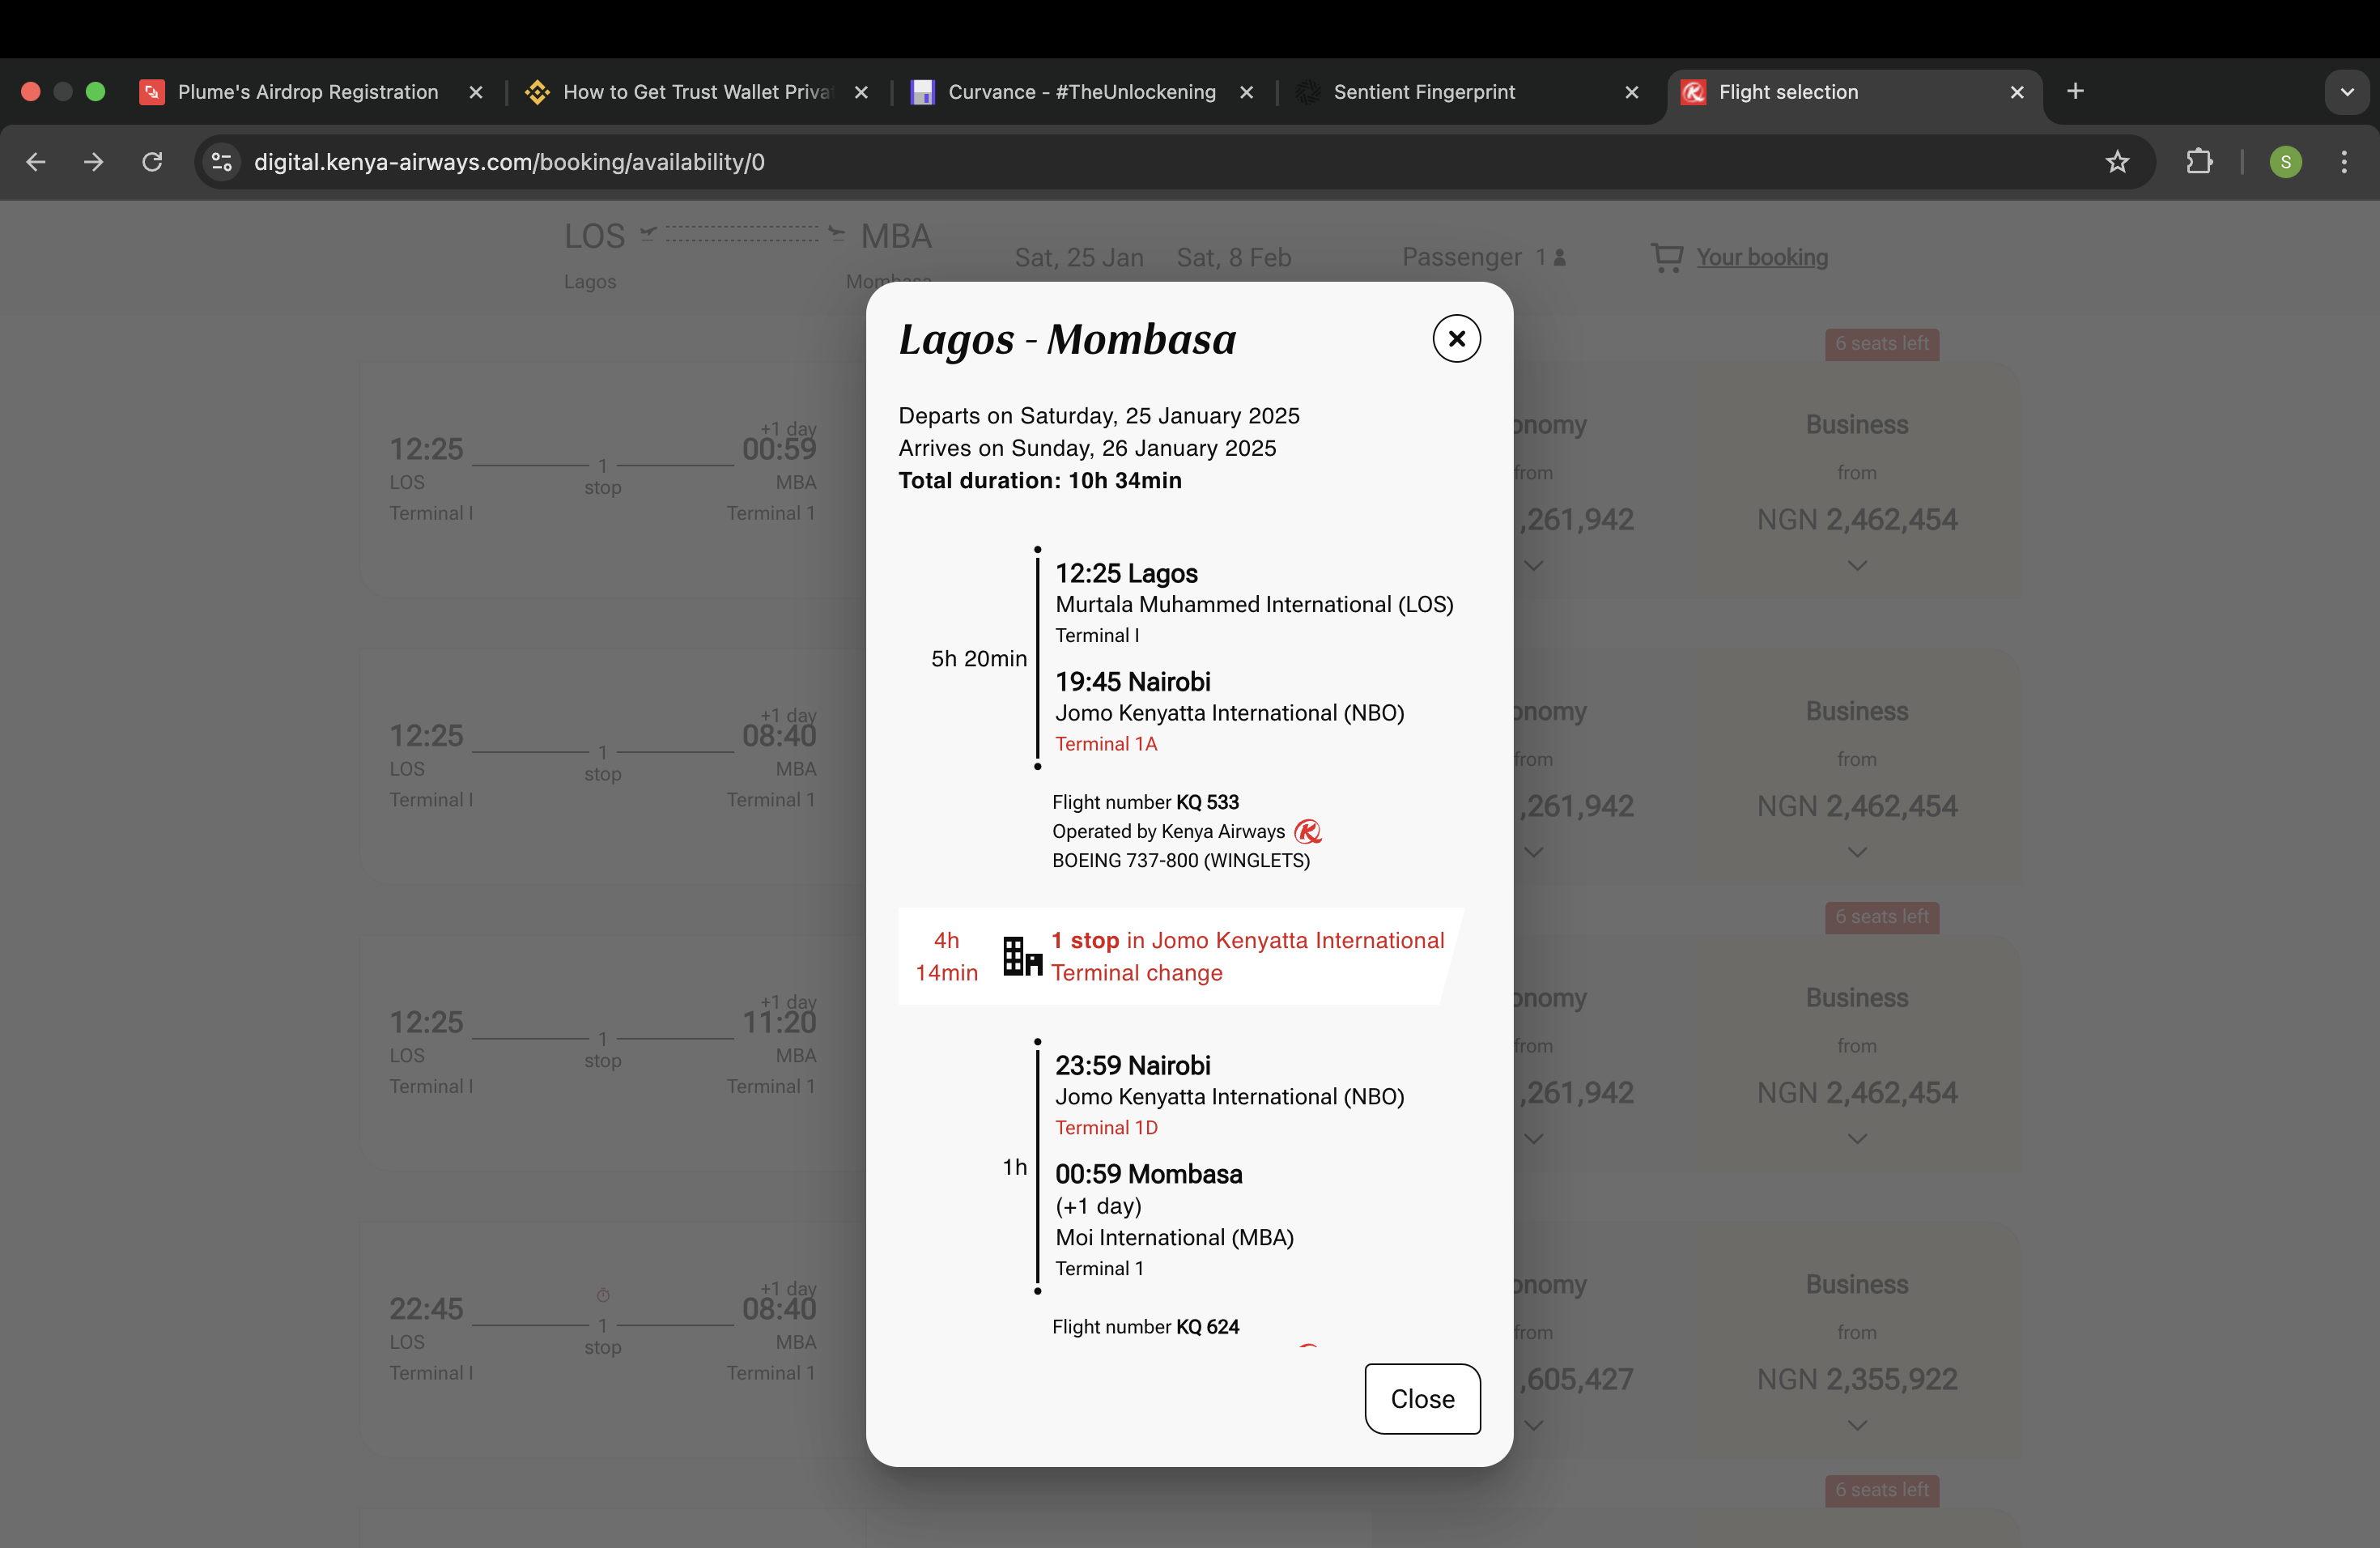 Plume's Airdrop Registration
How to Get Trust Wallet Priva
Curvance - #TheUnlockening
Sentient Fingerprint
Flight selection
digital.kenya-airways.com/booking/availability/0
S
LOS MBA
Lagos
Sat, 25 Jan Sat, 8 Feb
Passenger 1
Your booking
12:25
LOS
Terminal I
1
stop
+1 day
00:59
MBA
Terminal 1
from
,261,942
6 seats left
Business
from
NGN 2,462,454
12:25
LOS
Terminal I
1
stop
+1 day
08:40
MBA
Terminal 1
from
,261,942
Business
from
NGN 2,462,454
12:25
LOS
Terminal I
1
stop
+1 day
11:20
MBA
Terminal 1
from
,261,942
6 seats left
Business
from
NGN 2,462,454
22:45
LOS
Terminal I
1
stop
+1 day
08:40
MBA
Terminal 1
from
,605,427
Business
from
NGN 2,355,922
6 seats left
Lagos - Mombasa
Departs on Saturday, 25 January 2025
Arrives on Sunday, 26 January 2025
Total duration: 10h 34min
5h 20min
12:25 Lagos
Murtala Muhammed International (LOS)
Terminal I
19:45 Nairobi
Jomo Kenyatta International (NBO)
Terminal 1A
Flight number KQ 533
Operated by Kenya Airways
BOEING 737-800 (WINGLETS)
4h
14min
1 stop in Jomo Kenyatta International
Terminal change
1h
23:59 Nairobi
Jomo Kenyatta International (NBO)
Terminal 1D
00:59 Mombasa
(+1 day)
Moi International (MBA)
Terminal 1
Flight number KQ 624
Close